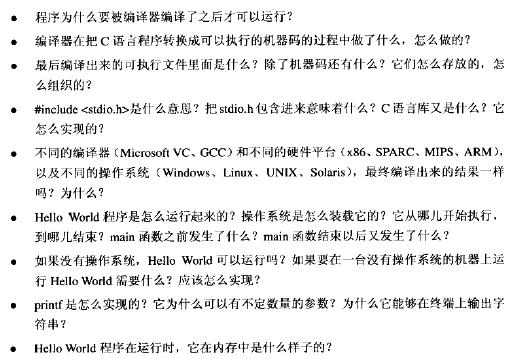 ● 程序为什么要被编译器编译了之后才可以运行？
● 编译器在把 C 语言程序转换成可以执行的机器码的过程中做了什么，怎么做的？
● 最后编译出来的可执行文件里面是什么？除了机器码还有什么？它们怎么存放的，怎
么组织的？
● #include <stdio.h>是什么意思？把 stdio.h 包含进来意味着什么？C 语言库又是什么？它
怎么实现的？
● 不同的编译器（Microsoft VC、GCC）和不同的硬件平台（x86、SPARC、MIPS、ARM），
以及不同的操作系统（Windows、Linux、UNIX、Solaris），最终编译出来的结果一样
吗？为什么？
● Hello World 程序是怎么运行起来的？操作系统是怎么装载它的？它从哪儿开始执行，
到哪儿结束？main 函数之前发生了什么？main 函数结束以后又发生了什么？
● 如果没有操作系统，Hello World 可以运行吗？如果要在一台没有操作系统的机器上运
行 Hello World 需要什么？应该怎么实现？
● printf 是怎么实现的？它为什么可以有不定数量的参数？为什么它能够在终端上输出字
符串？
● Hello World 程序在运行时，它在内存中是什么样子的？